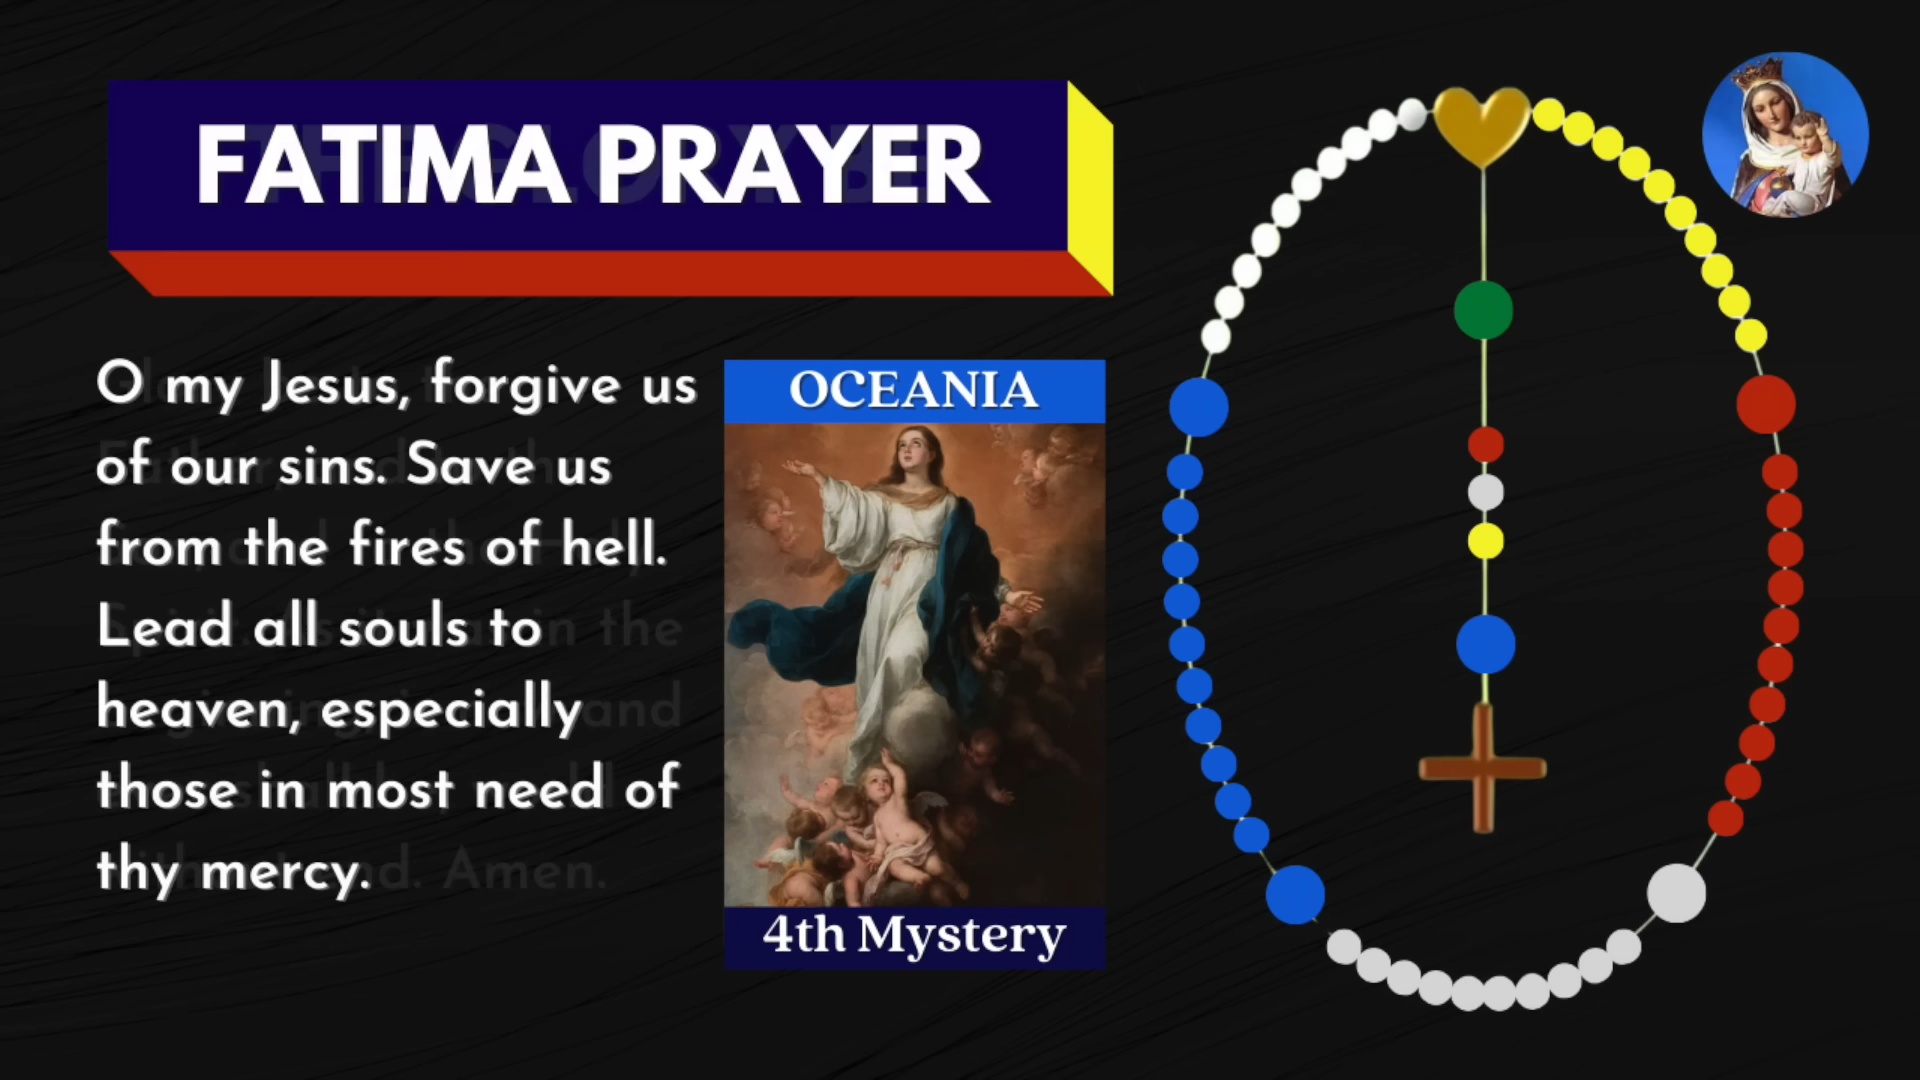 FATIMA PRAYER
O my Jesus, forgive us
of our sins. Save us
from the fires of hell.
Lead all souls to
heaven, especially
those in most need of
thy mercy.
OCEANIA
4th Mystery